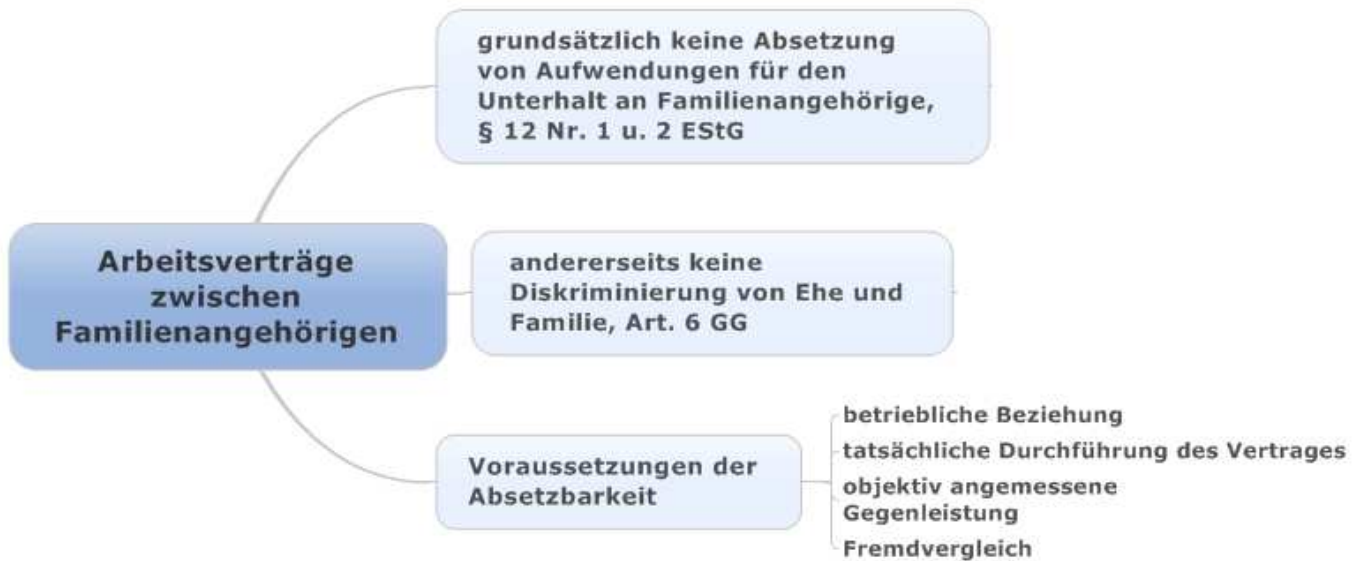 grundsätzlich keine Absetzung
von Aufwendungen für den
Unterhalt an Familienangehörige,
§ 12 Nr. 1 u. 2 EStG
Arbeitsverträge
zwischen
Familienangehörigen
andererseits keine
Diskriminierung von Ehe und
Familie, Art. 6 GG
Voraussetzungen der
Absetzbarkeit
betriebliche Beziehung
tatsächliche Durchführung des Vertrages
objektiv angemessene
Gegenleistung
Fremdvergleich